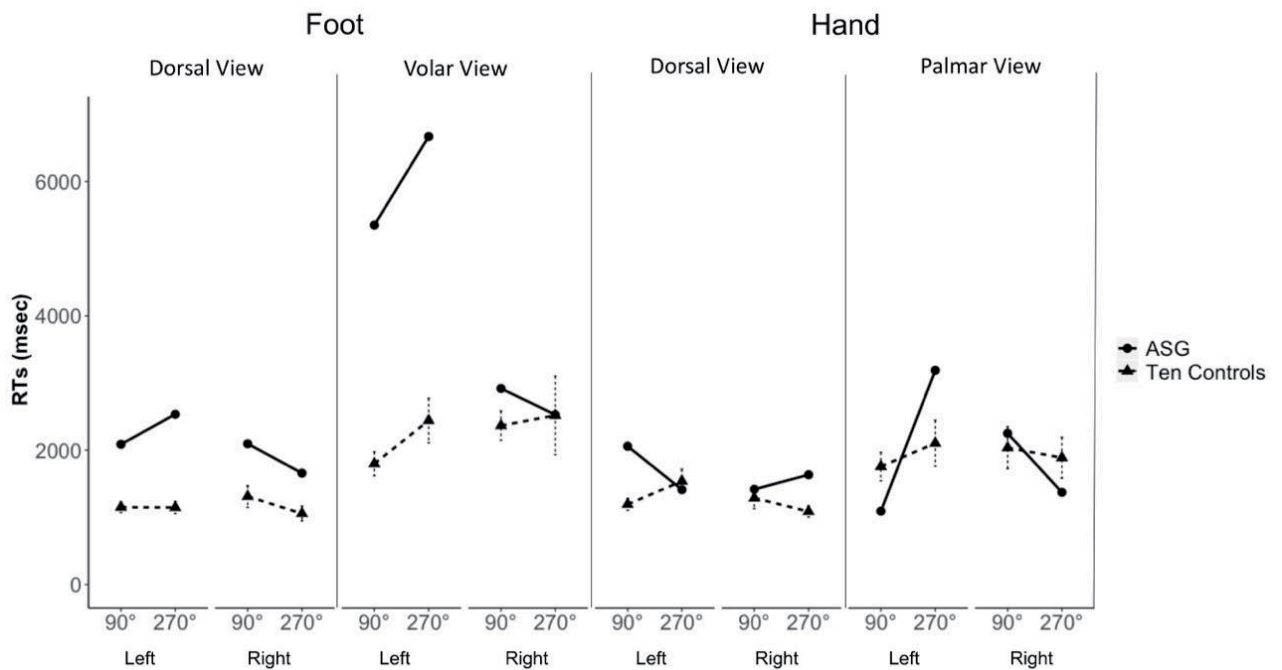 Foot Hand
Dorsal View Volar View Dorsal View Palmar View
6000
4000
2000
0
RTs (msec)
ASG
Ten Controls
90° 270° 90° 270° 90° 270° 90° 270° 90° 270° 90° 270° 90° 270° 90° 270°
Left Right Left Right Left Right Left Right